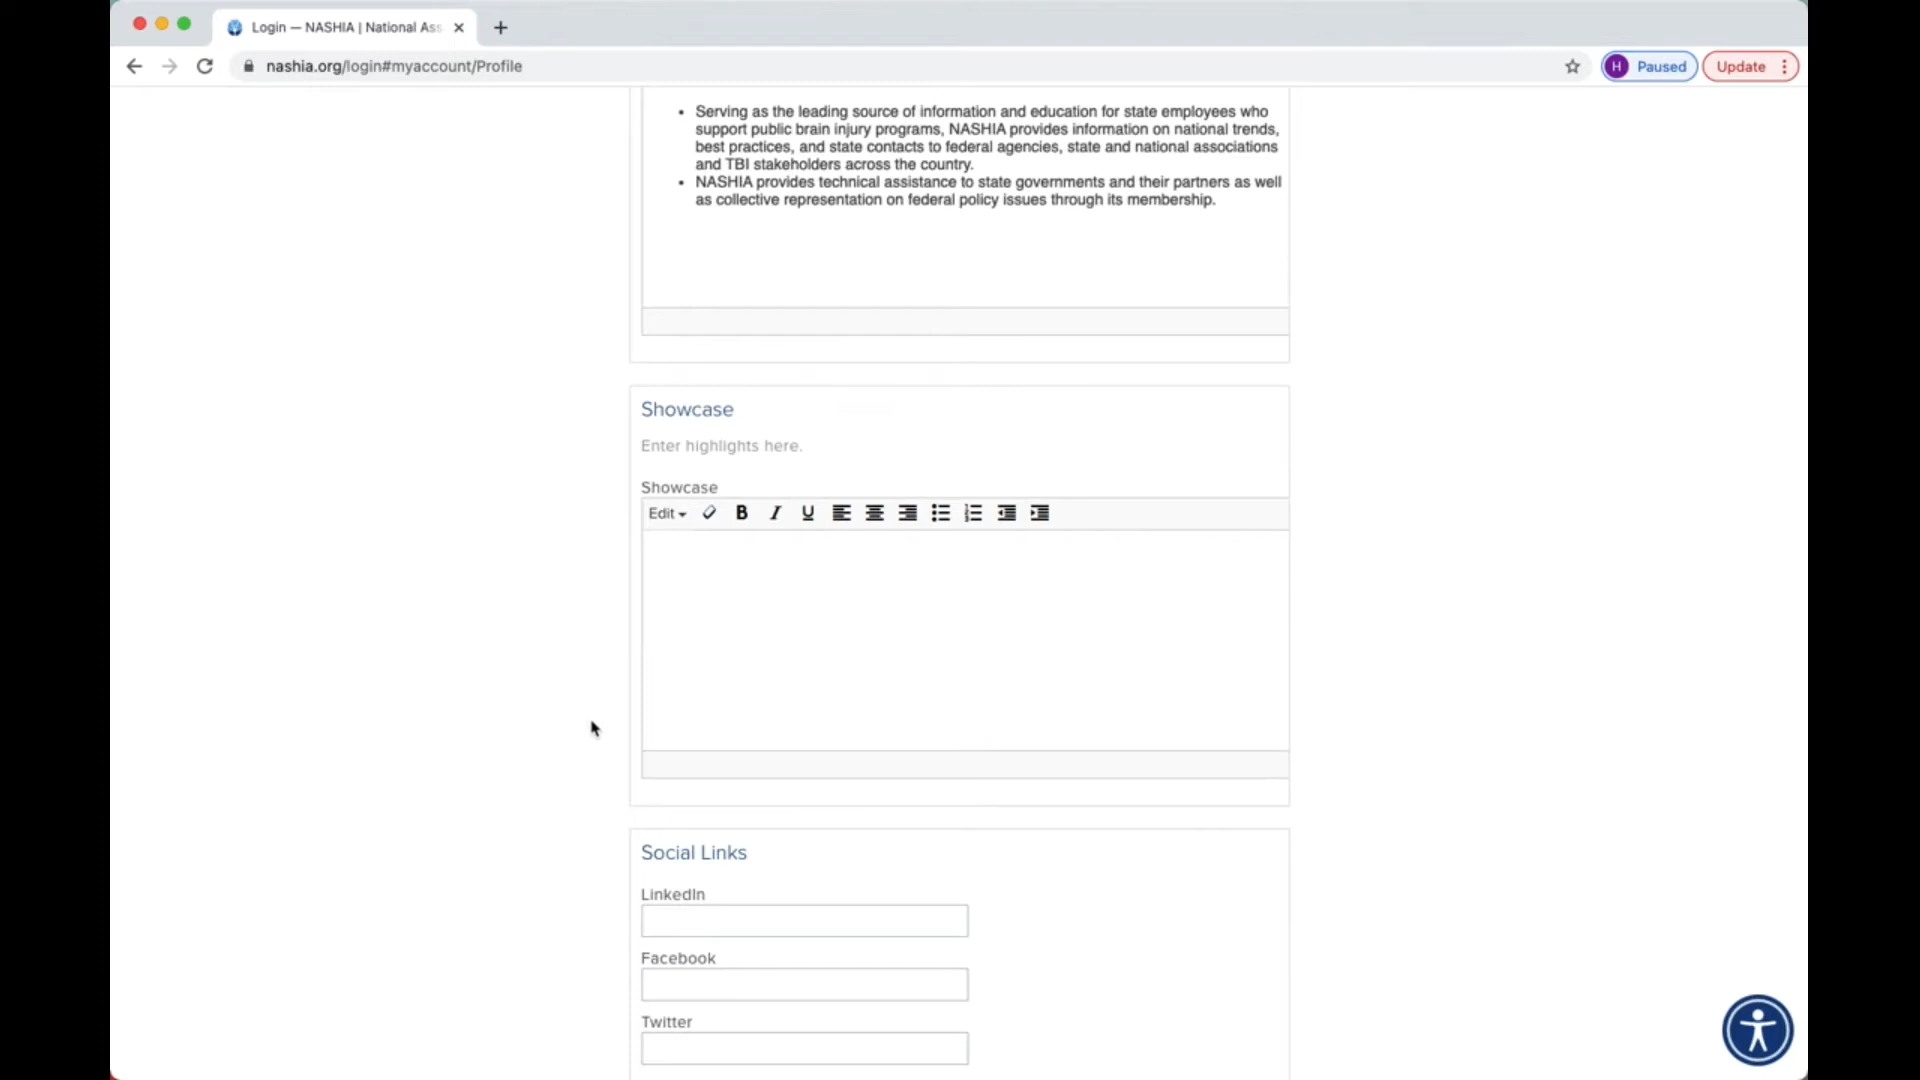 Login — NASHIA | National Ass
nashia.org/login#myaccount/Profile
H
Paused
Update
• Serving as the leading source of information and education for state employees who
support public brain injury programs, NASHIA provides information on national trends,
best practices, and state contacts to federal agencies, state and national associations
and TBI stakeholders across the country.
• NASHIA provides technical assistance to state governments and their partners as well
as collective representation on federal policy issues through its membership.
Showcase
Enter highlights here.
Showcase
Edit
B I U
Social Links
LinkedIn
Facebook
Twitter